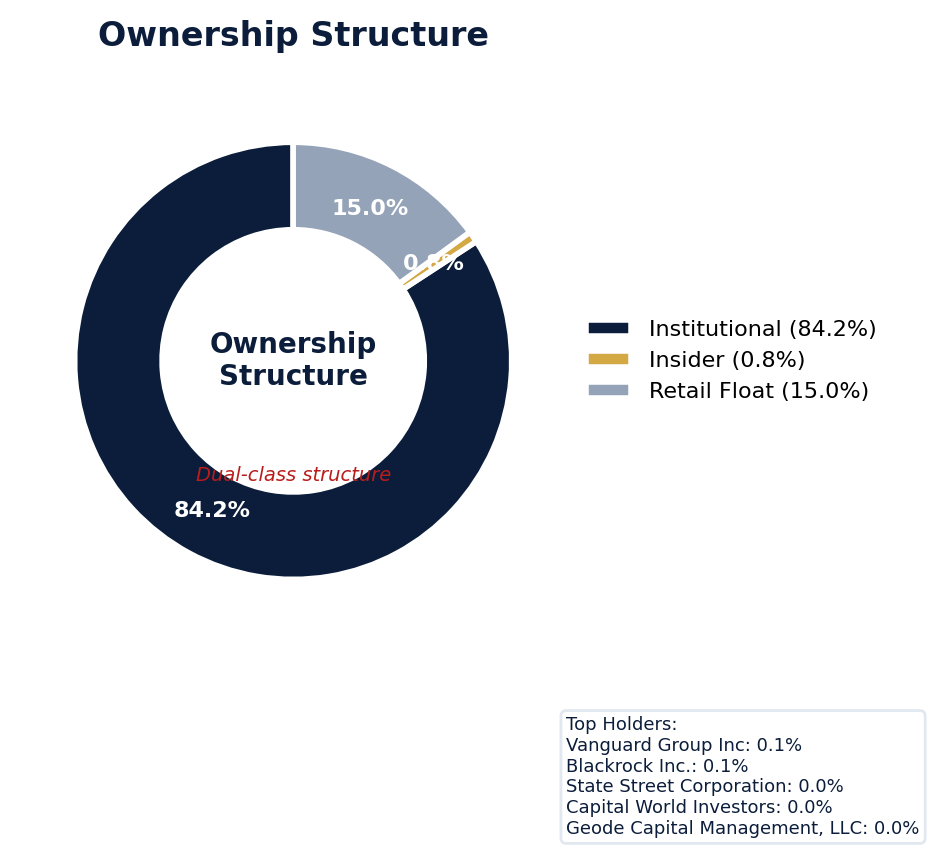 Ownership Structure
15.0%
0.8%
Ownership
Structure
Dual-class structure
84.2%
Institutional (84.2%)
Insider (0.8%)
Retail Float (15.0%)
Top Holders:
Vanguard Group Inc: 0.1%
Blackrock Inc.: 0.1%
State Street Corporation: 0.0%
Capital World Investors: 0.0%
Geode Capital Management, LLC: 0.0%